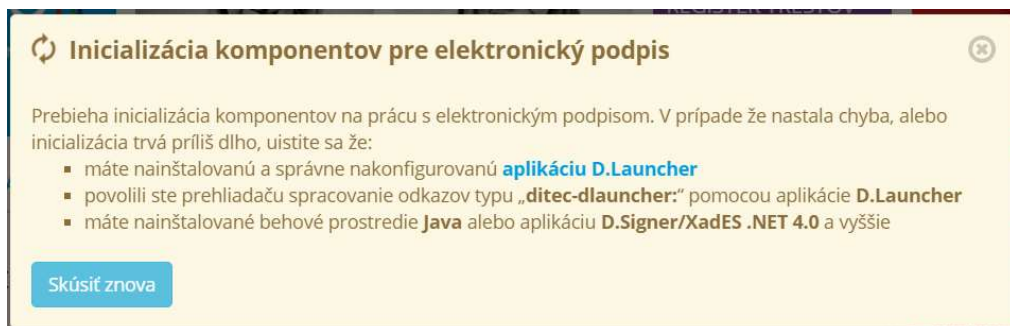 REGISTER TRESTOV
Inicializácia komponentov pre elektronický podpis
Prebieha inicializácia komponentov na prácu s elektronickým podpisom. V prípade že nastala chyba, alebo
inicializácia trvá príliš dlho, uistite sa že:
máte nainštalovanú a správne nakonfigurovanú aplikáciu D.Launcher
povolili ste prehliadaču spracovanie odkazov typu „ditec-dlauncher:“ pomocou aplikácie D.Launcher
máte nainštalované behové prostredie Java alebo aplikáciu D.Signer/XadES .NET 4.0 a vyššie
Skúsiť znova